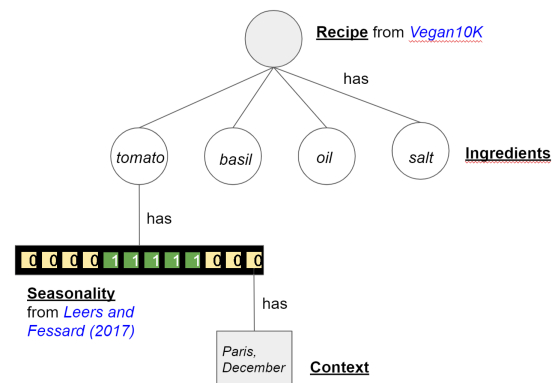 Recipe from Vegan10K
has
tomato
basil
oil
salt
Ingredients
has
0 0 0 0 1 1 1 1 1 0 0 0
Seasonality
from Leers and
Fessard (2017)
has
Paris,
December
Context